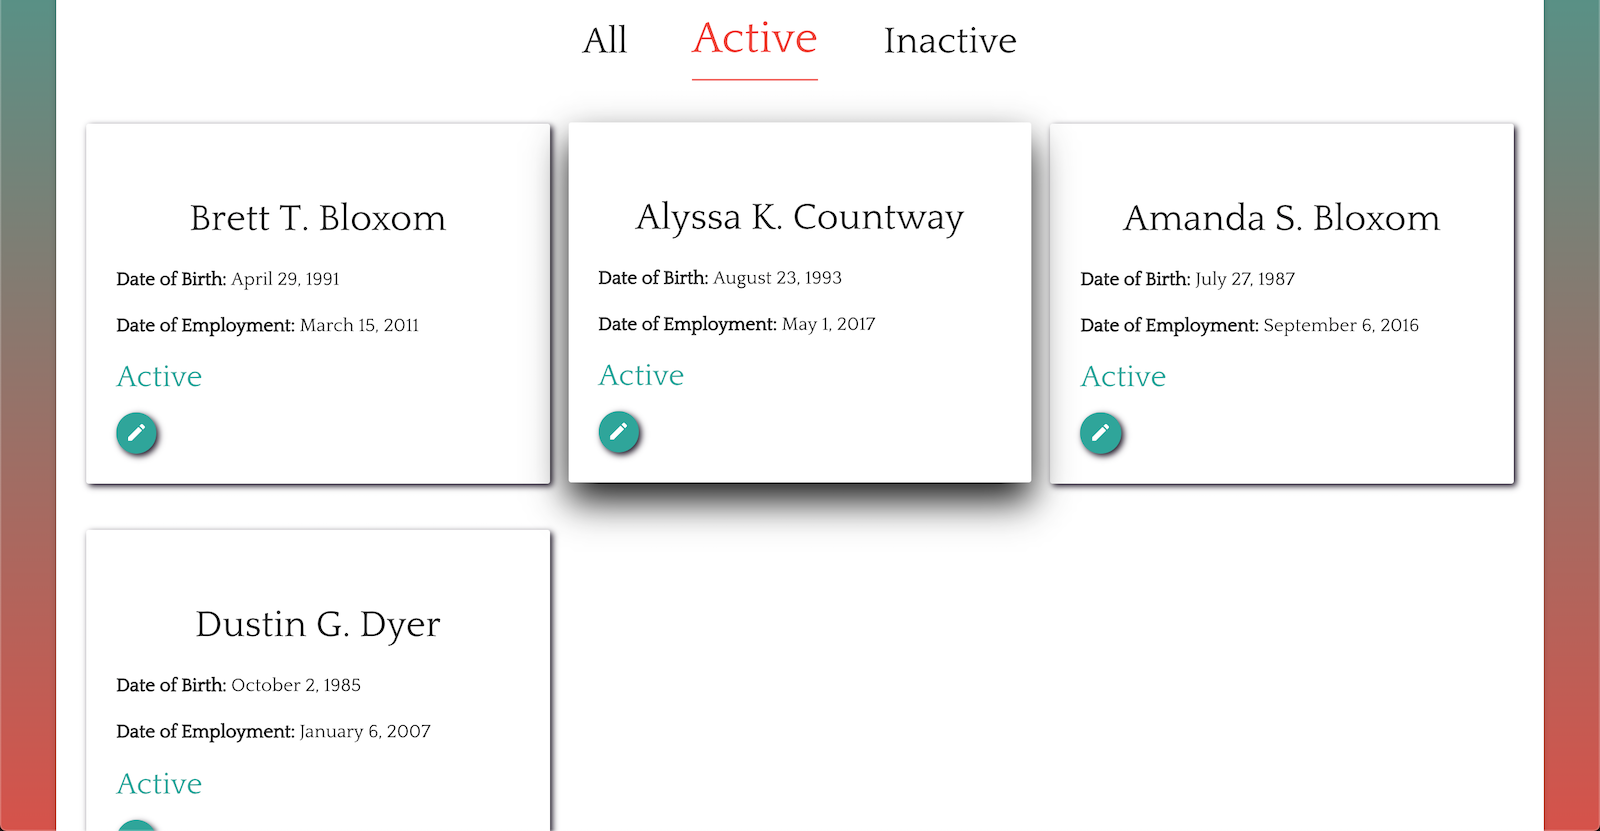 All Active Inactive
Brett T. Bloxom
Date of Birth: April 29, 1991
Date of Employment: March 15, 2011
Active
Alyssa K. Countway
Date of Birth: August 23, 1993
Date of Employment: May 1, 2017
Active
Amanda S. Bloxom
Date of Birth: July 27, 1987
Date of Employment: September 6, 2016
Active
Dustin G. Dyer
Date of Birth: October 2, 1985
Date of Employment: January 6, 2007
Active